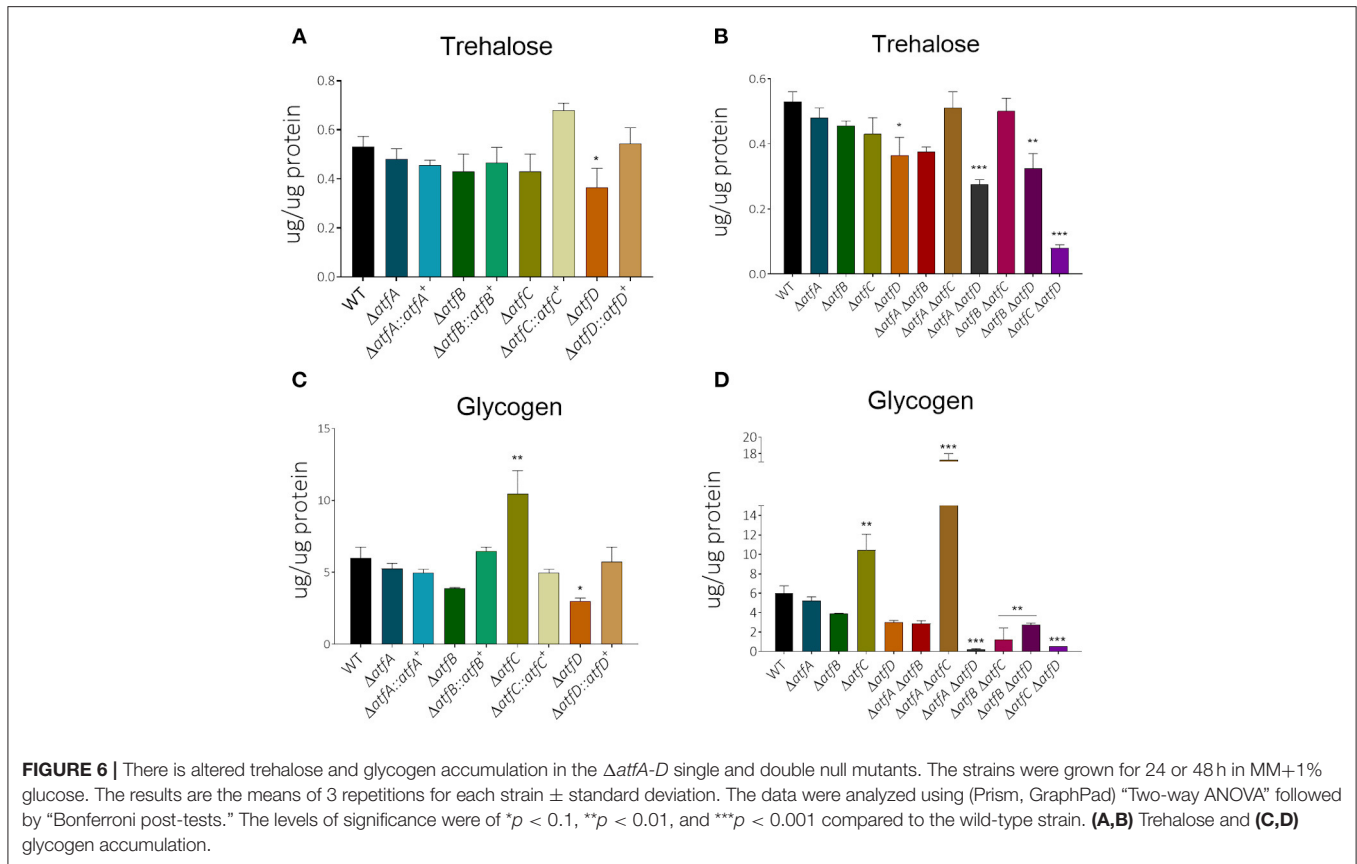 A
Trehalose
ug/ug protein
0.8
0.6
0.4
0.2
0.0
*
WT
ΔatfA
ΔatfA::atfA+
ΔatfB
ΔatfB::atfB+
ΔatfC
ΔatfC::atfC+
ΔatfD
ΔatfD::atfD+
B
Trehalose
ug/ug protein
0.6
0.4
0.2
0.0
*
***
**
***
WT
ΔatfA
ΔatfB
ΔatfC
ΔatfD
ΔatfA ΔatfB
ΔatfA ΔatfC
ΔatfA ΔatfD
ΔatfB ΔatfC
ΔatfB ΔatfD
ΔatfC ΔatfD
C
Glycogen
ug/ug protein
15
10
5
0
**
*
WT
ΔatfA
ΔatfA::atfA+
ΔatfB
ΔatfB::atfB+
ΔatfC
ΔatfC::atfC+
ΔatfD
ΔatfD::atfD+
D
Glycogen
ug/ug protein
20
18
14
12
10
8
6
4
2
0
**
***
***
**
***
WT
ΔatfA
ΔatfB
ΔatfC
ΔatfD
ΔatfA ΔatfB
ΔatfA ΔatfC
ΔatfA ΔatfD
ΔatfB ΔatfC
ΔatfB ΔatfD
ΔatfC ΔatfD
FIGURE 6 | There is altered trehalose and glycogen accumulation in the ΔatfA-D single and double null mutants. The strains were grown for 24 or 48 h in MM+1%
glucose. The results are the means of 3 repetitions for each strain ± standard deviation. The data were analyzed using (Prism, GraphPad) “Two-way ANOVA” followed
by “Bonferroni post-tests.” The levels of significance were of *p < 0.1, **p < 0.01, and ***p < 0.001 compared to the wild-type strain. (A,B) Trehalose and (C,D)
glycogen accumulation.